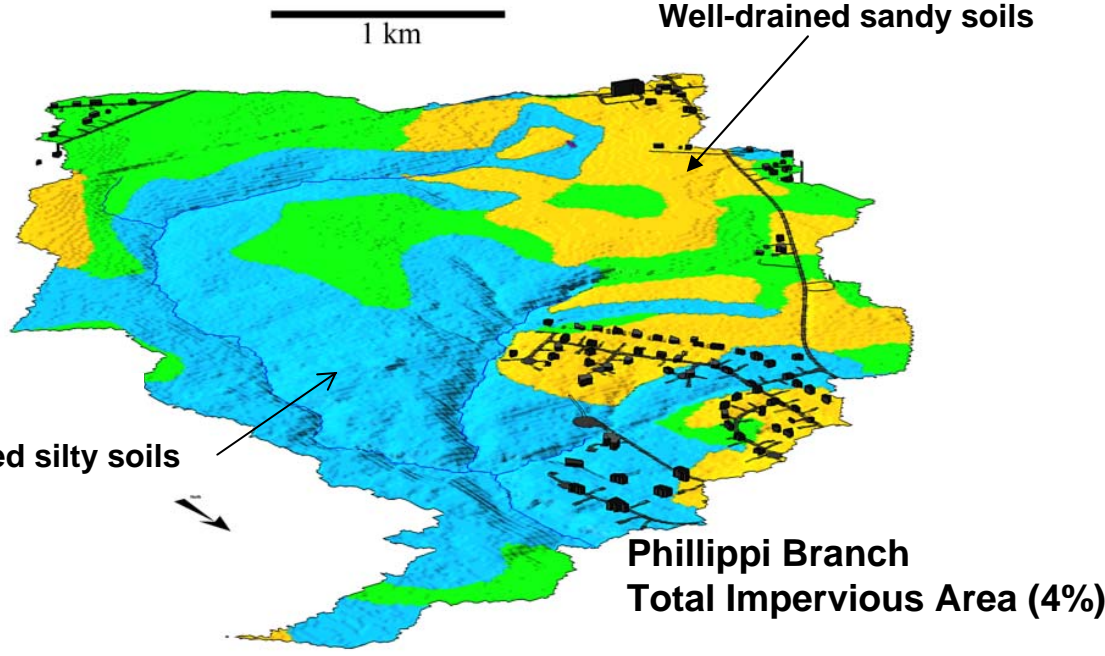 1 km
Well-drained sandy soils
ed silty soils
Phillippi Branch
Total Impervious Area (4%)